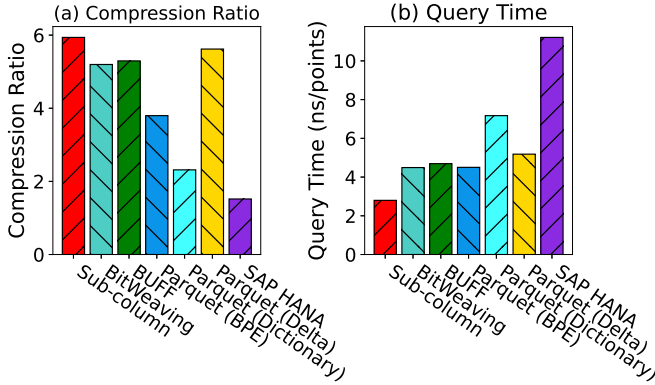 (a) Compression Ratio
Compression Ratio
6
4
2
0
Sub-column
BitWeaving
BUFF
Parquet (BPE)
Parquet (Dictionary)
Parquet (Delta)
SAP HANA
(b) Query Time
Query Time (ns/points)
10
8
6
4
2
0
Sub-column
BitWeaving
BUFF
Parquet (BPE)
Parquet (Dictionary)
Parquet (Delta)
SAP HANA